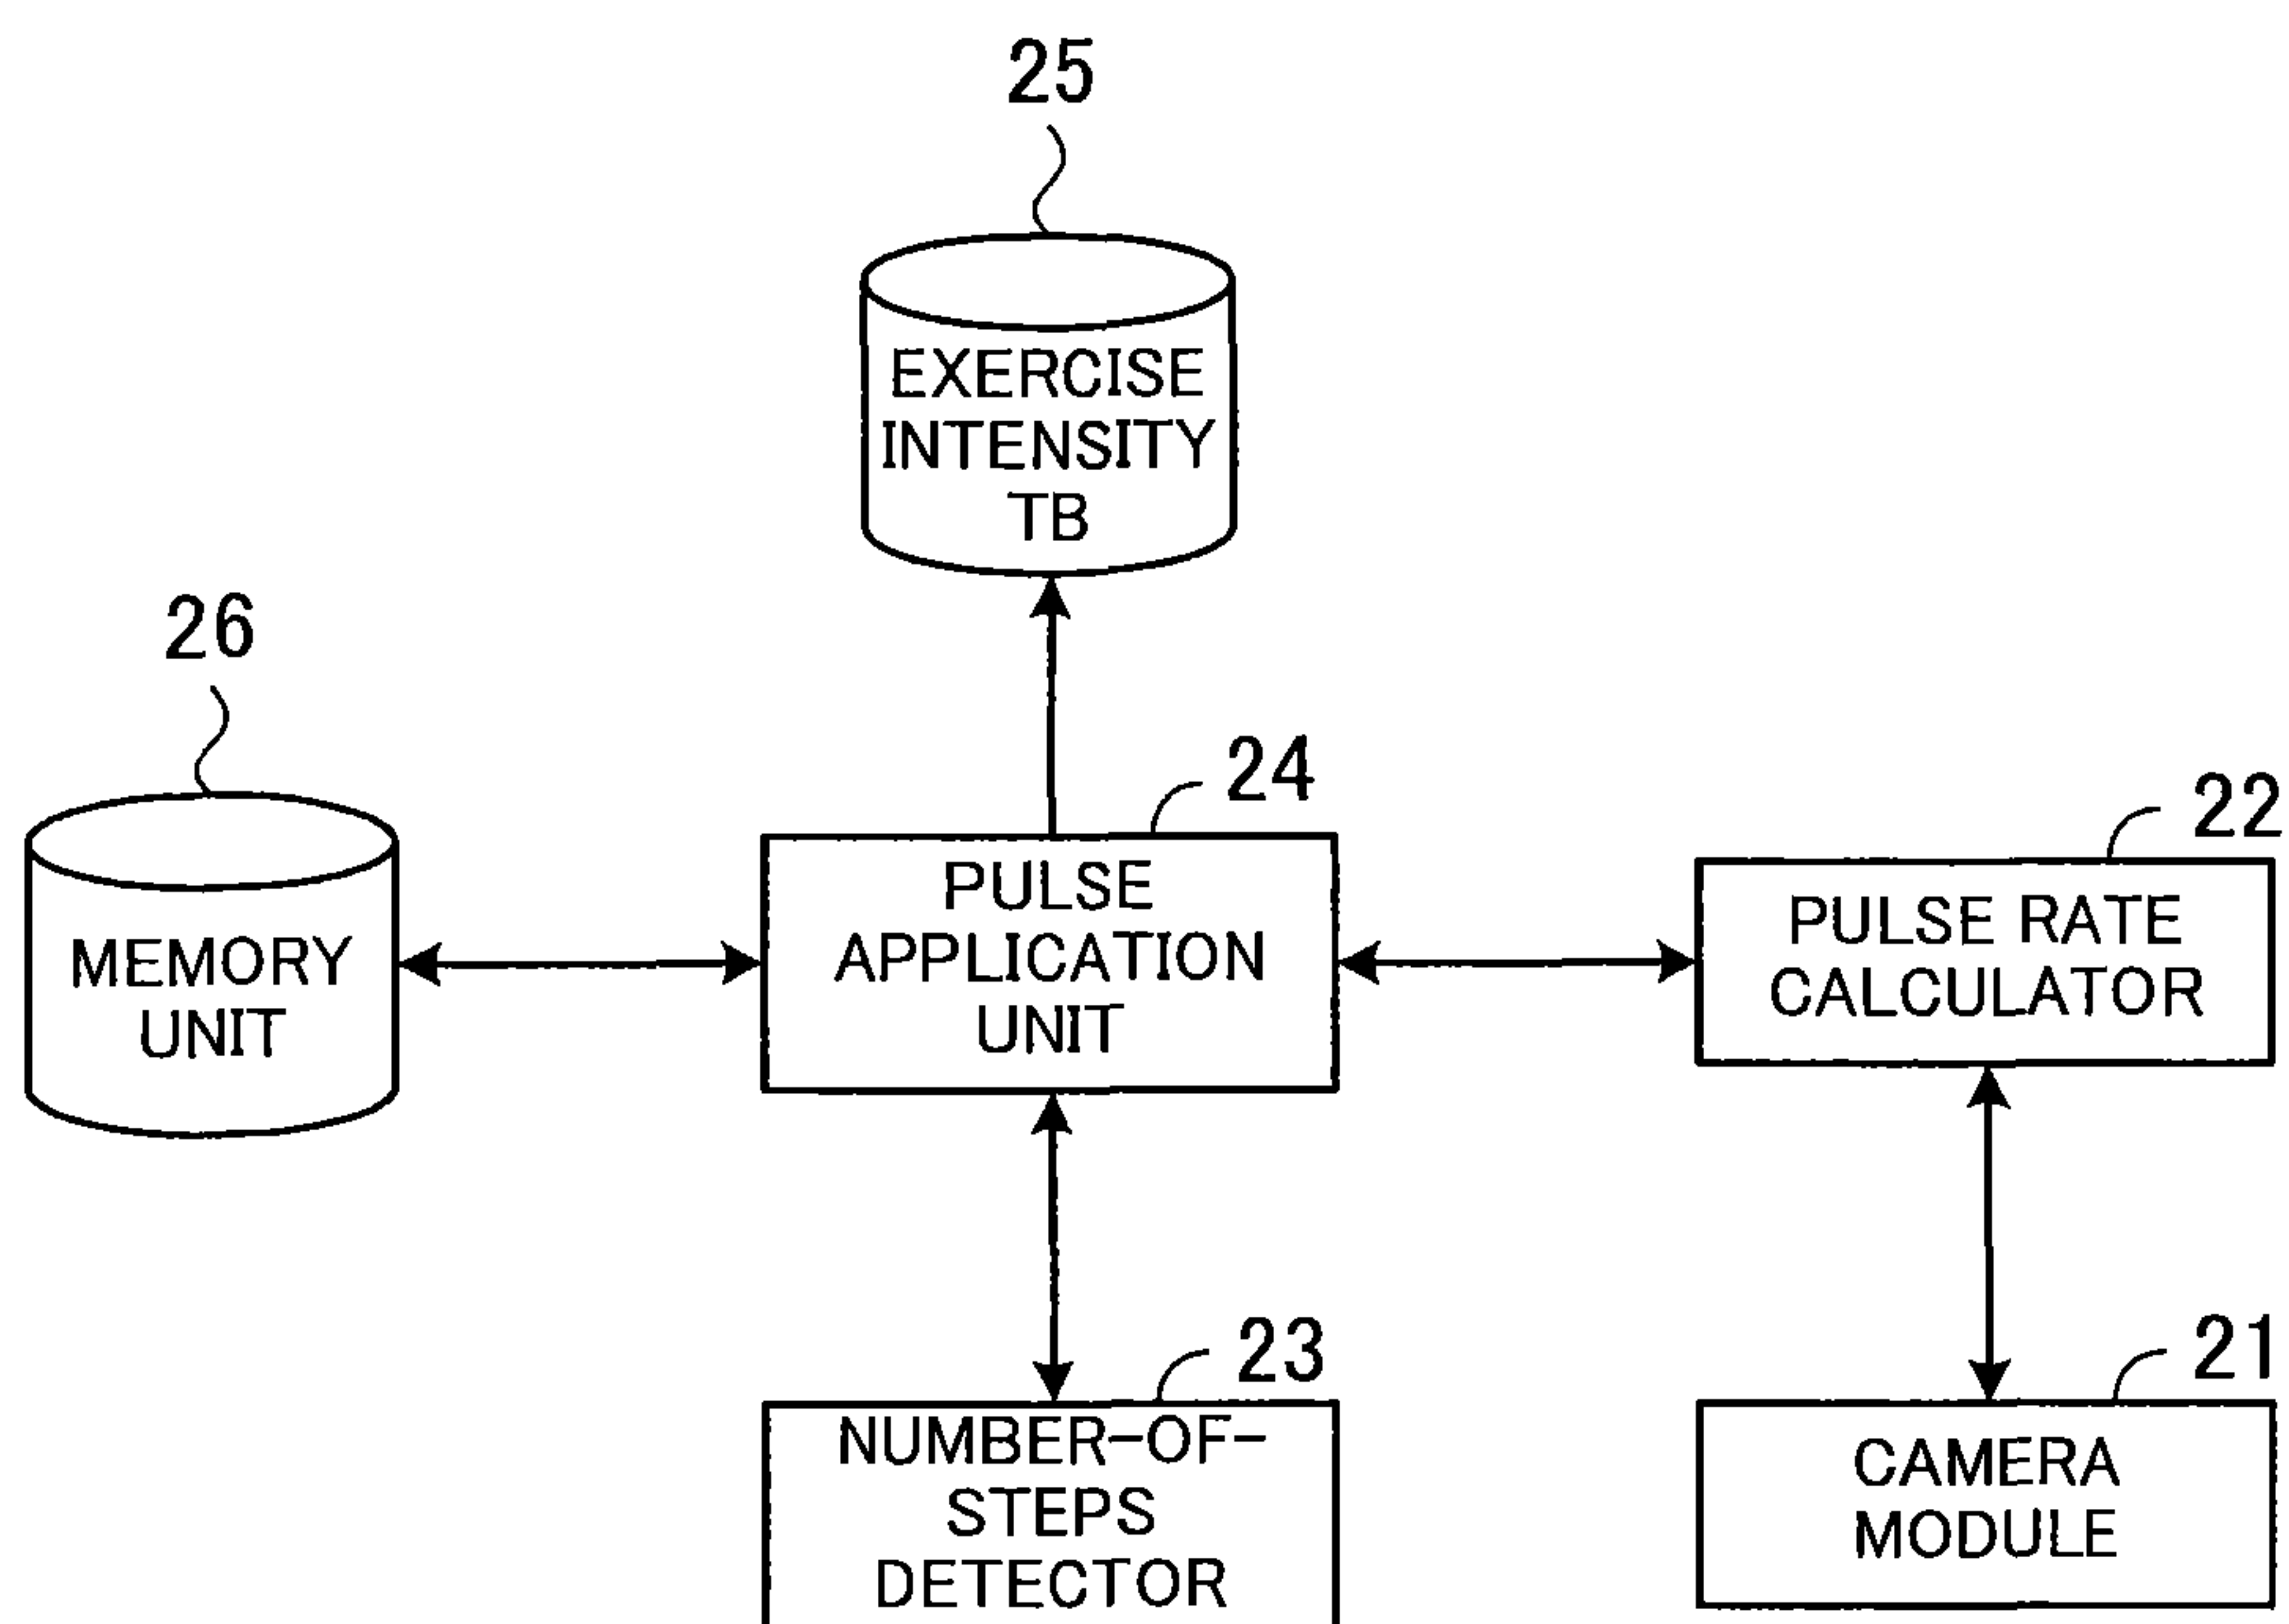 25
EXERCISE
INTENSITY
TB
26
MEMORY
UNIT
24
PULSE
APPLICATION
UNIT
22
PULSE RATE
CALCULATOR
23
NUMBER-OF-
STEPS
DETECTOR
21
CAMERA
MODULE